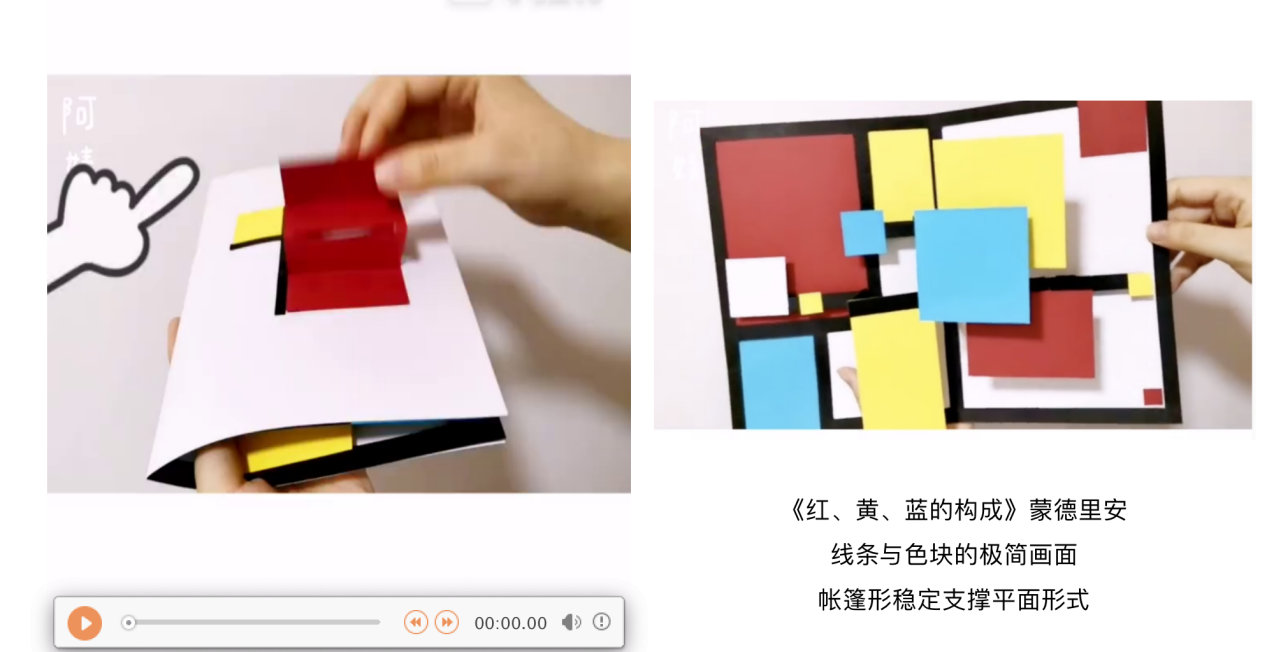 阿
《红、黄、蓝的构成》蒙德里安
线条与色块的极简画面
帐篷形稳定支撑平面形式
00:00.00